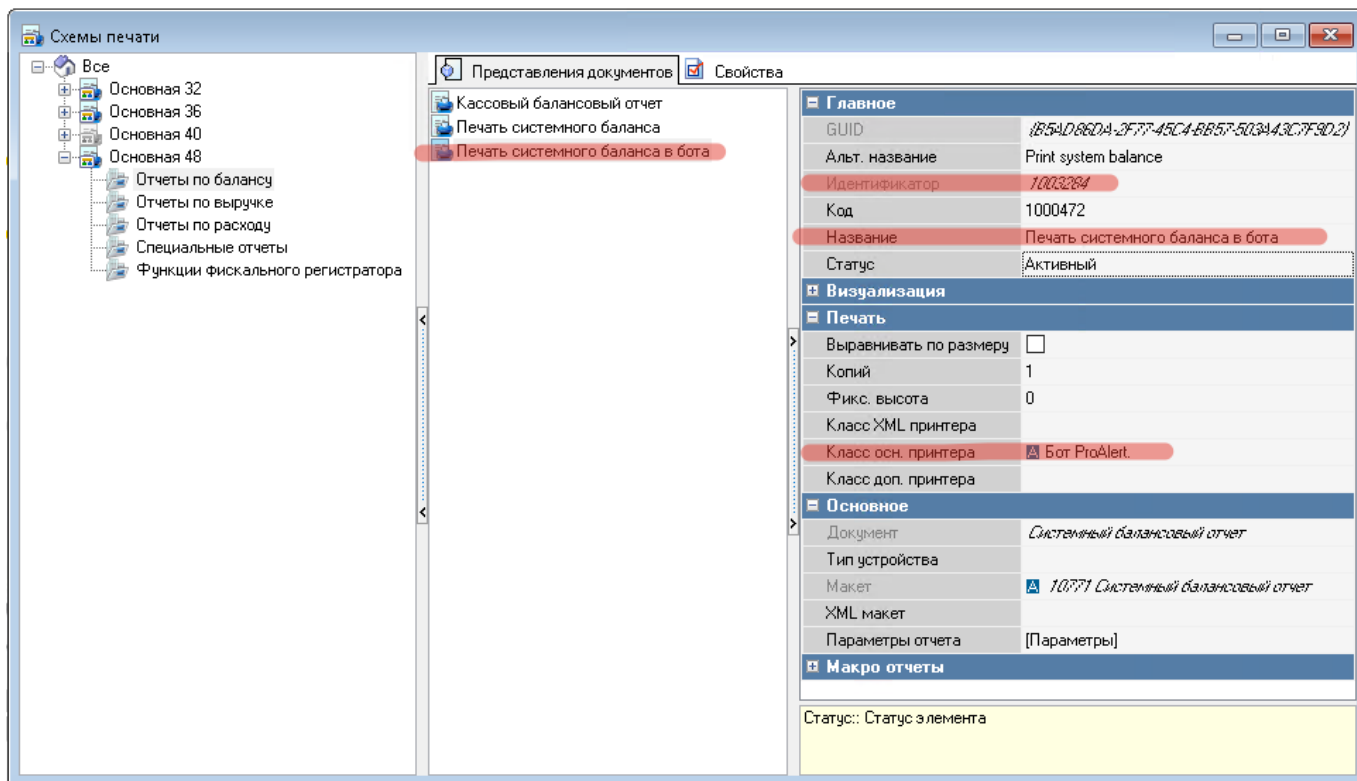 Схемы печати
Все
Основная 32
Основная 36
Основная 40
Основная 48
Отчеты по балансу
Отчеты по выручке
Отчеты по расходу
Специальные отчеты
Функции фискального регистратора
Представления документов Свойства
Кассовый балансовый отчет
Печать системного баланса
Печать системного баланса в бота
Главное
GUID {B5AD86DA-2F77-45C4-BB57-503A43C7F9D2}
Альт. название Print system balance
Идентификатор 1003284
Код 1000472
Название Печать системного баланса в бота
Статус Активный
Визуализация
Печать
Выравнивать по размеру
Копий 1
Фикс. высота 0
Класс XML принтера
Класс осн. принтера Бот ProAlert.
Класс доп. принтера
Основное
Документ Системный балансовый отчет
Тип устройства
Макет 10771 Системный балансовый отчет
XML макет
Параметры отчета [Параметры]
Макро отчеты
Статус:: Статус элемента